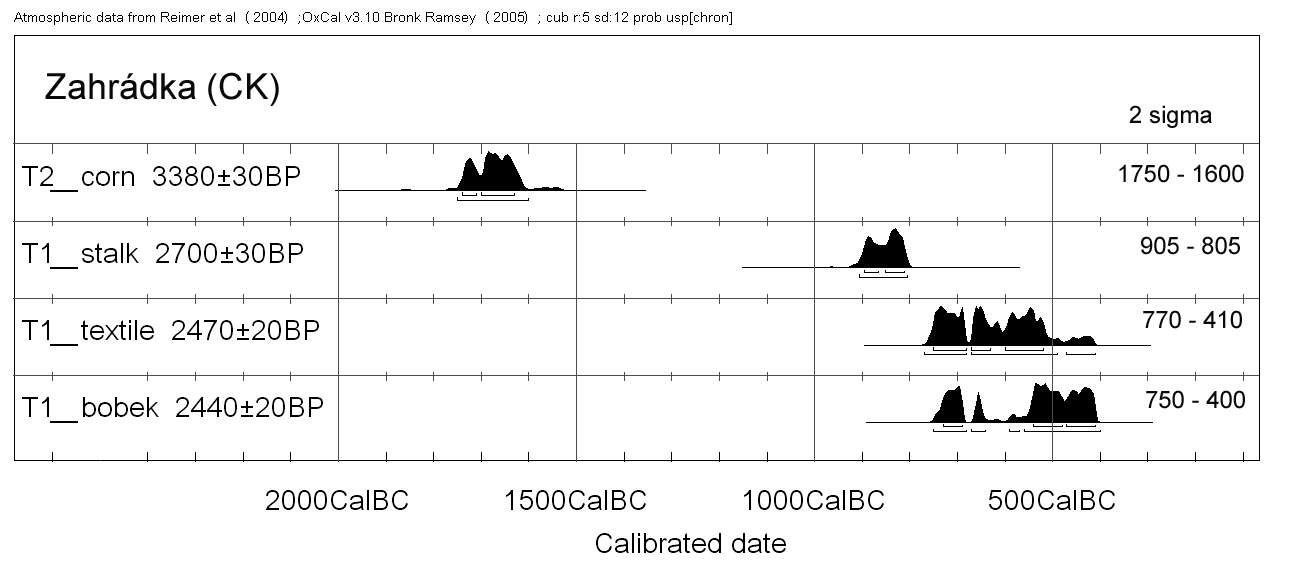 Atmospheric data from Reimer et al (2004) ;OxCal v3.10 Bronk Ramsey (2005) ; cub r:5 sd:12 prob usp[chron]
Zahrádka (CK)
2 sigma
T2__corn 3380±30BP 1750 - 1600
T1__stalk 2700±30BP 905 - 805
T1__textile 2470±20BP 770 - 410
T1__bobek 2440±20BP 750 - 400
2000CalBC 1500CalBC 1000CalBC 500CalBC
Calibrated date